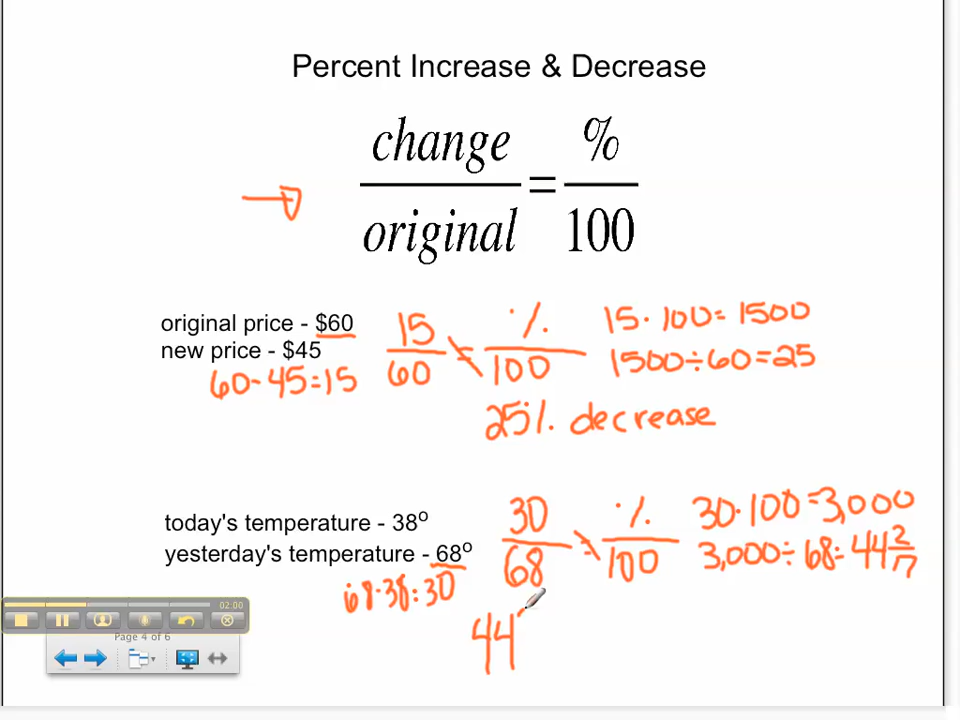 Percent Increase & Decrease
change / original = % / 100
original price - $60
new price - $45
60-45=15
15 / 60 = % / 100
15·100=1500
1500÷60=25
25% decrease
today's temperature - 38°
yesterday's temperature - 68°
68-38=30
30 / 68 = % / 100
30·100=3,000
3,000÷68=44 2/17
44
02:00
Page 4 of 6